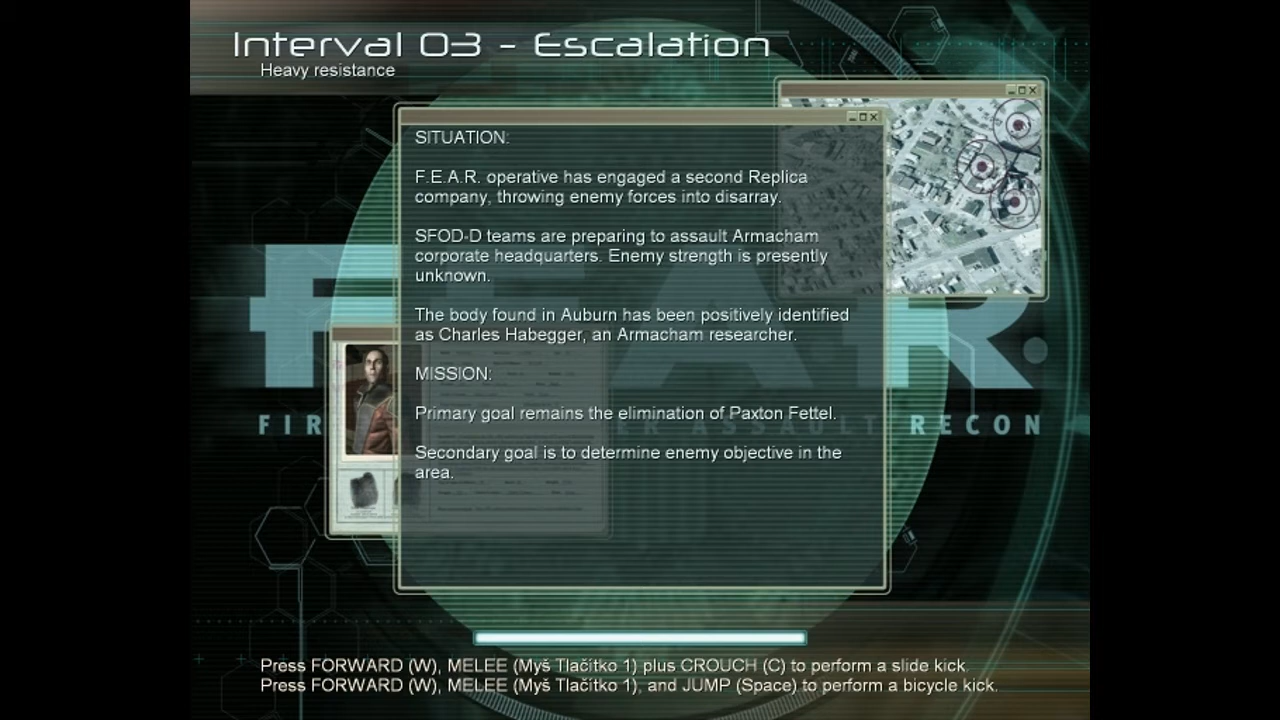 Interval 03 - Escalation
Heavy resistance
SITUATION:
F.E.A.R. operative has engaged a second Replica
company, throwing enemy forces into disarray.
SFOD-D teams are preparing to assault Armacham
corporate headquarters. Enemy strength is presently
unknown.
The body found in Auburn has been positively identified
as Charles Habegger, an Armacham researcher.
MISSION:
Primary goal remains the elimination of Paxton Fettel.
Secondary goal is to determine enemy objective in the
area.
F.E.A.R.
FIR ER ASSAULT RECON
Press FORWARD (W), MELEE (Myš Tlačítko 1) plus CROUCH (C) to perform a slide kick.
Press FORWARD (W), MELEE (Myš Tlačítko 1), and JUMP (Space) to perform a bicycle kick.